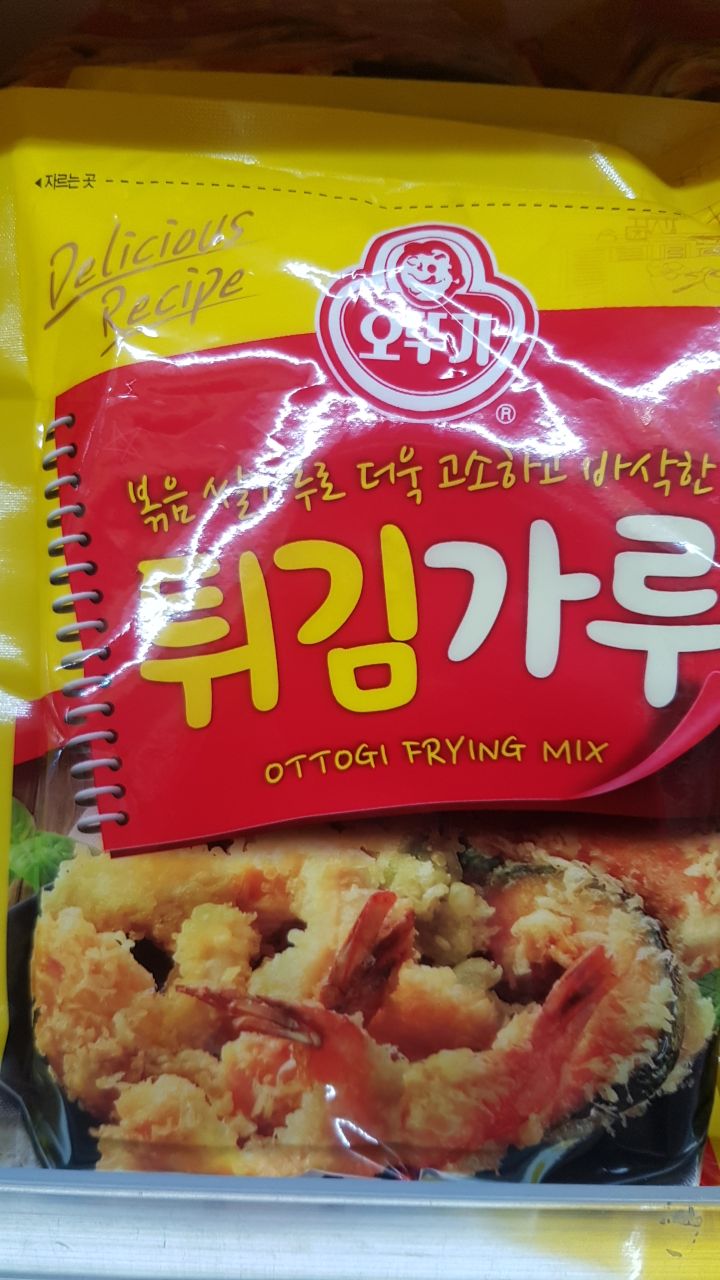 ◀자르는 곳
Delicious
Recipe
오뚜기
®
볶음 쌀가루로 더욱 고소하고 바삭한
튀김가루
OTTOGI FRYING MIX